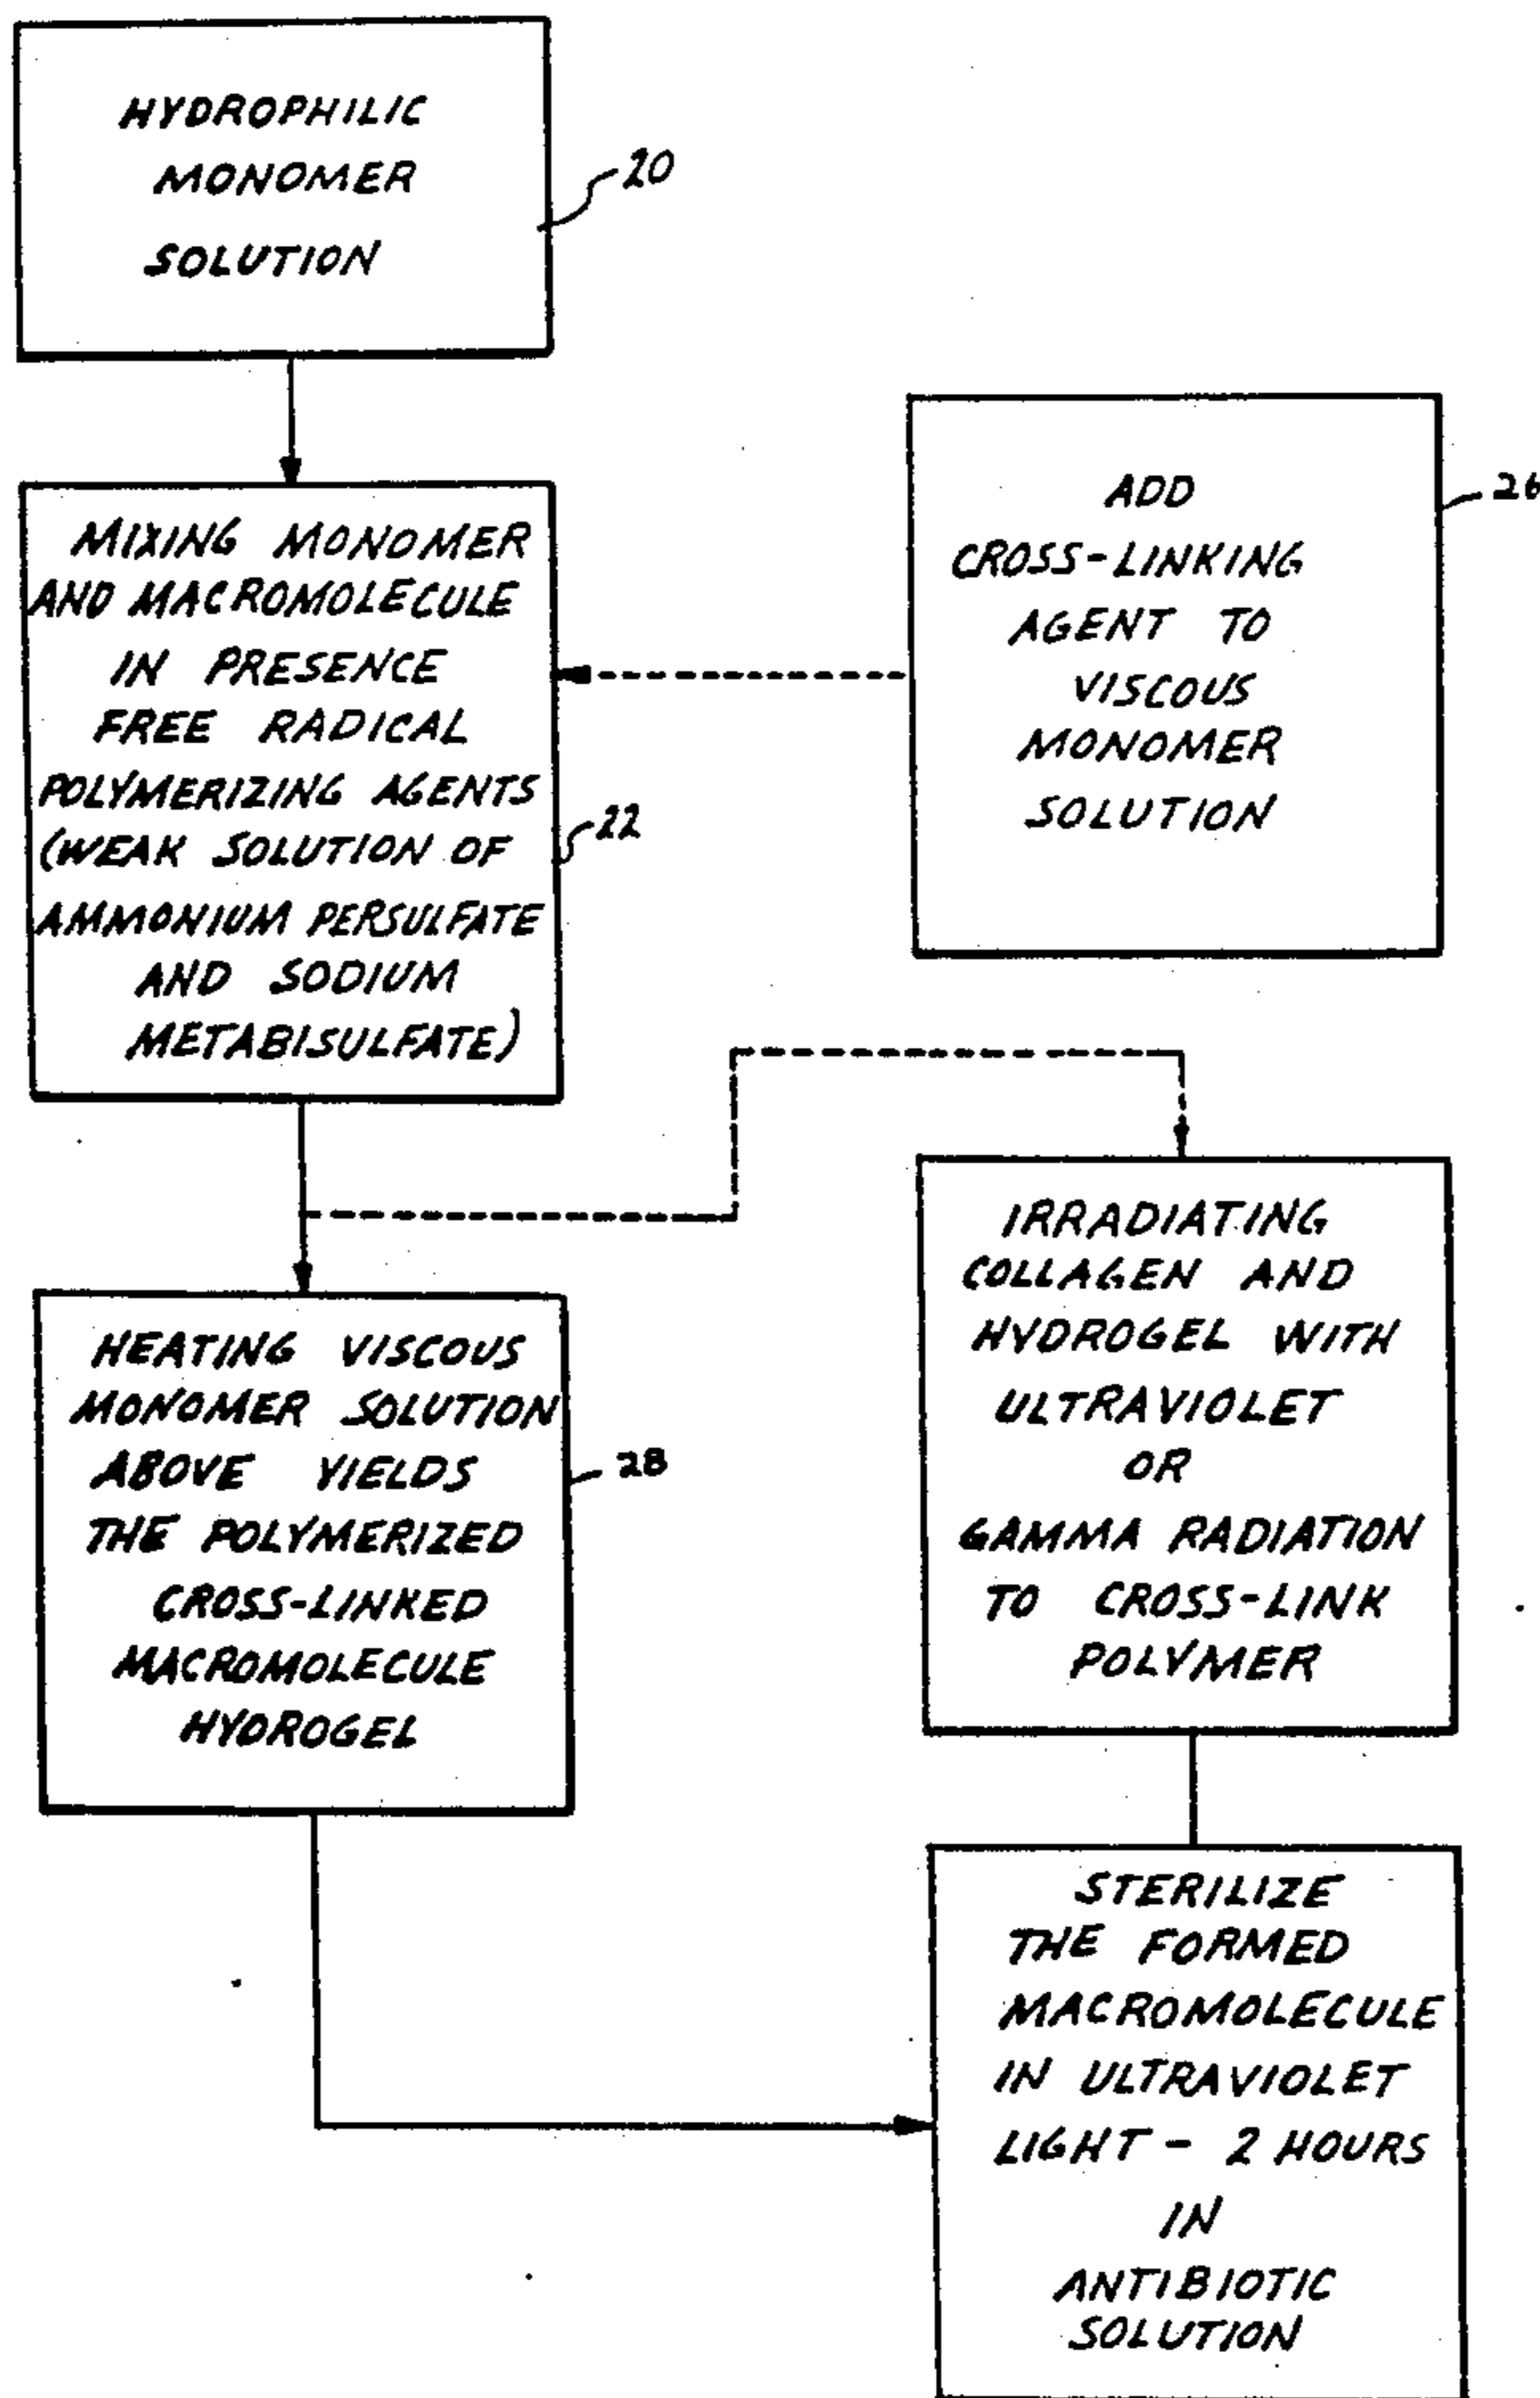 HYDROPHILIC
MONOMER
SOLUTION
20
MIXING MONOMER
AND MACROMOLECULE
IN PRESENCE
FREE RADICAL
POLYMERIZING AGENTS
(WEAK SOLUTION OF
AMMONIUM PERSULFATE
AND SODIUM
METABISULFATE)
22
ADD
CROSS-LINKING
AGENT TO
VISCOUS
MONOMER
SOLUTION
26
HEATING VISCOUS
MONOMER SOLUTION
ABOVE YIELDS
THE POLYMERIZED
CROSS-LINKED
MACROMOLECULE
HYDROGEL
28
IRRADIATING
COLLAGEN AND
HYDROGEL WITH
ULTRAVIOLET
OR
GAMMA RADIATION
TO CROSS-LINK
POLYMER
STERILIZE
THE FORMED
MACROMOLECULE
IN ULTRAVIOLET
LIGHT - 2 HOURS
IN
ANTIBIOTIC
SOLUTION